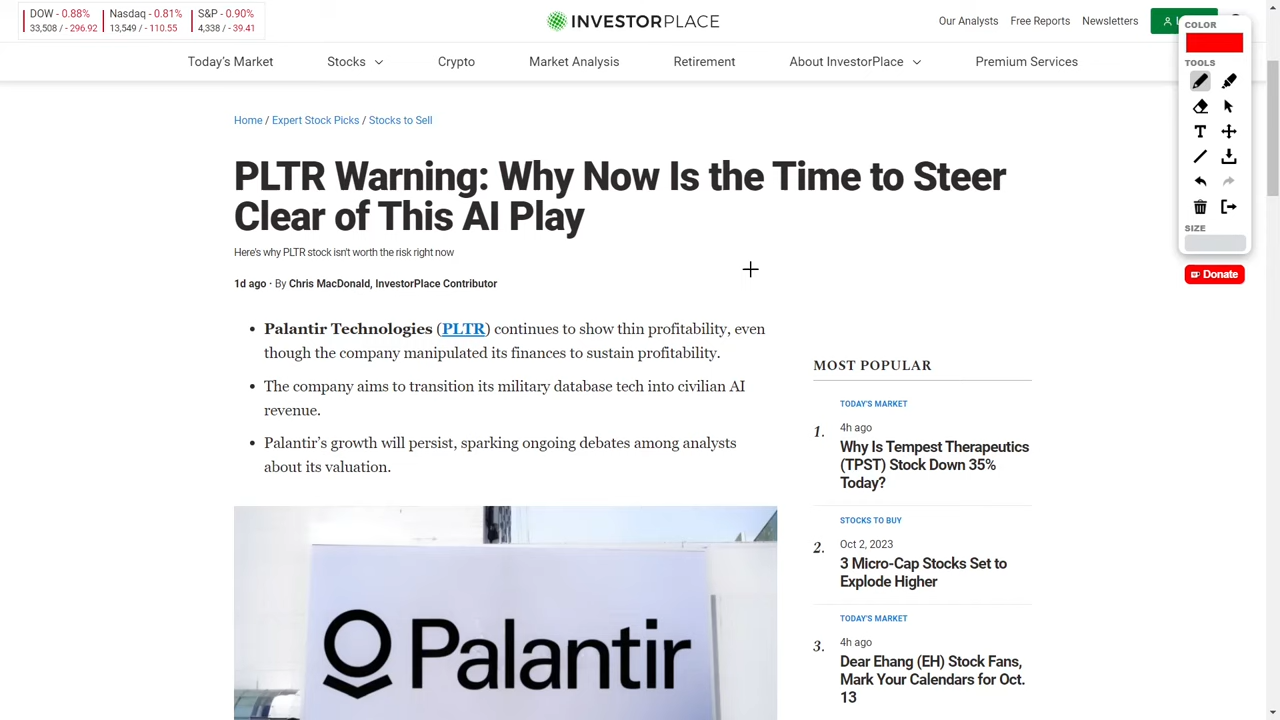 DOW - 0.88%
33,508 / - 296.92
Nasdaq - 0.81%
13,549 / - 110.55
S&P - 0.90%
4,338 / - 39.41
INVESTORPLACE
Our Analysts
Free Reports
Newsletters
Today's Market
Stocks
Crypto
Market Analysis
Retirement
About InvestorPlace
Premium Services
COLOR
TOOLS
T
SIZE
Donate
Home / Expert Stock Picks / Stocks to Sell
PLTR Warning: Why Now Is the Time to Steer
Clear of This AI Play
Here's why PLTR stock isn't worth the risk right now
1d ago · By Chris MacDonald, InvestorPlace Contributor
• Palantir Technologies (PLTR) continues to show thin profitability, even
though the company manipulated its finances to sustain profitability.
• The company aims to transition its military database tech into civilian AI
revenue.
• Palantir's growth will persist, sparking ongoing debates among analysts
about its valuation.
Palantir
MOST POPULAR
TODAY'S MARKET
1.
4h ago
Why Is Tempest Therapeutics
(TPST) Stock Down 35%
Today?
STOCKS TO BUY
2.
Oct 2, 2023
3 Micro-Cap Stocks Set to
Explode Higher
TODAY'S MARKET
3.
4h ago
Dear Ehang (EH) Stock Fans,
Mark Your Calendars for Oct.
13